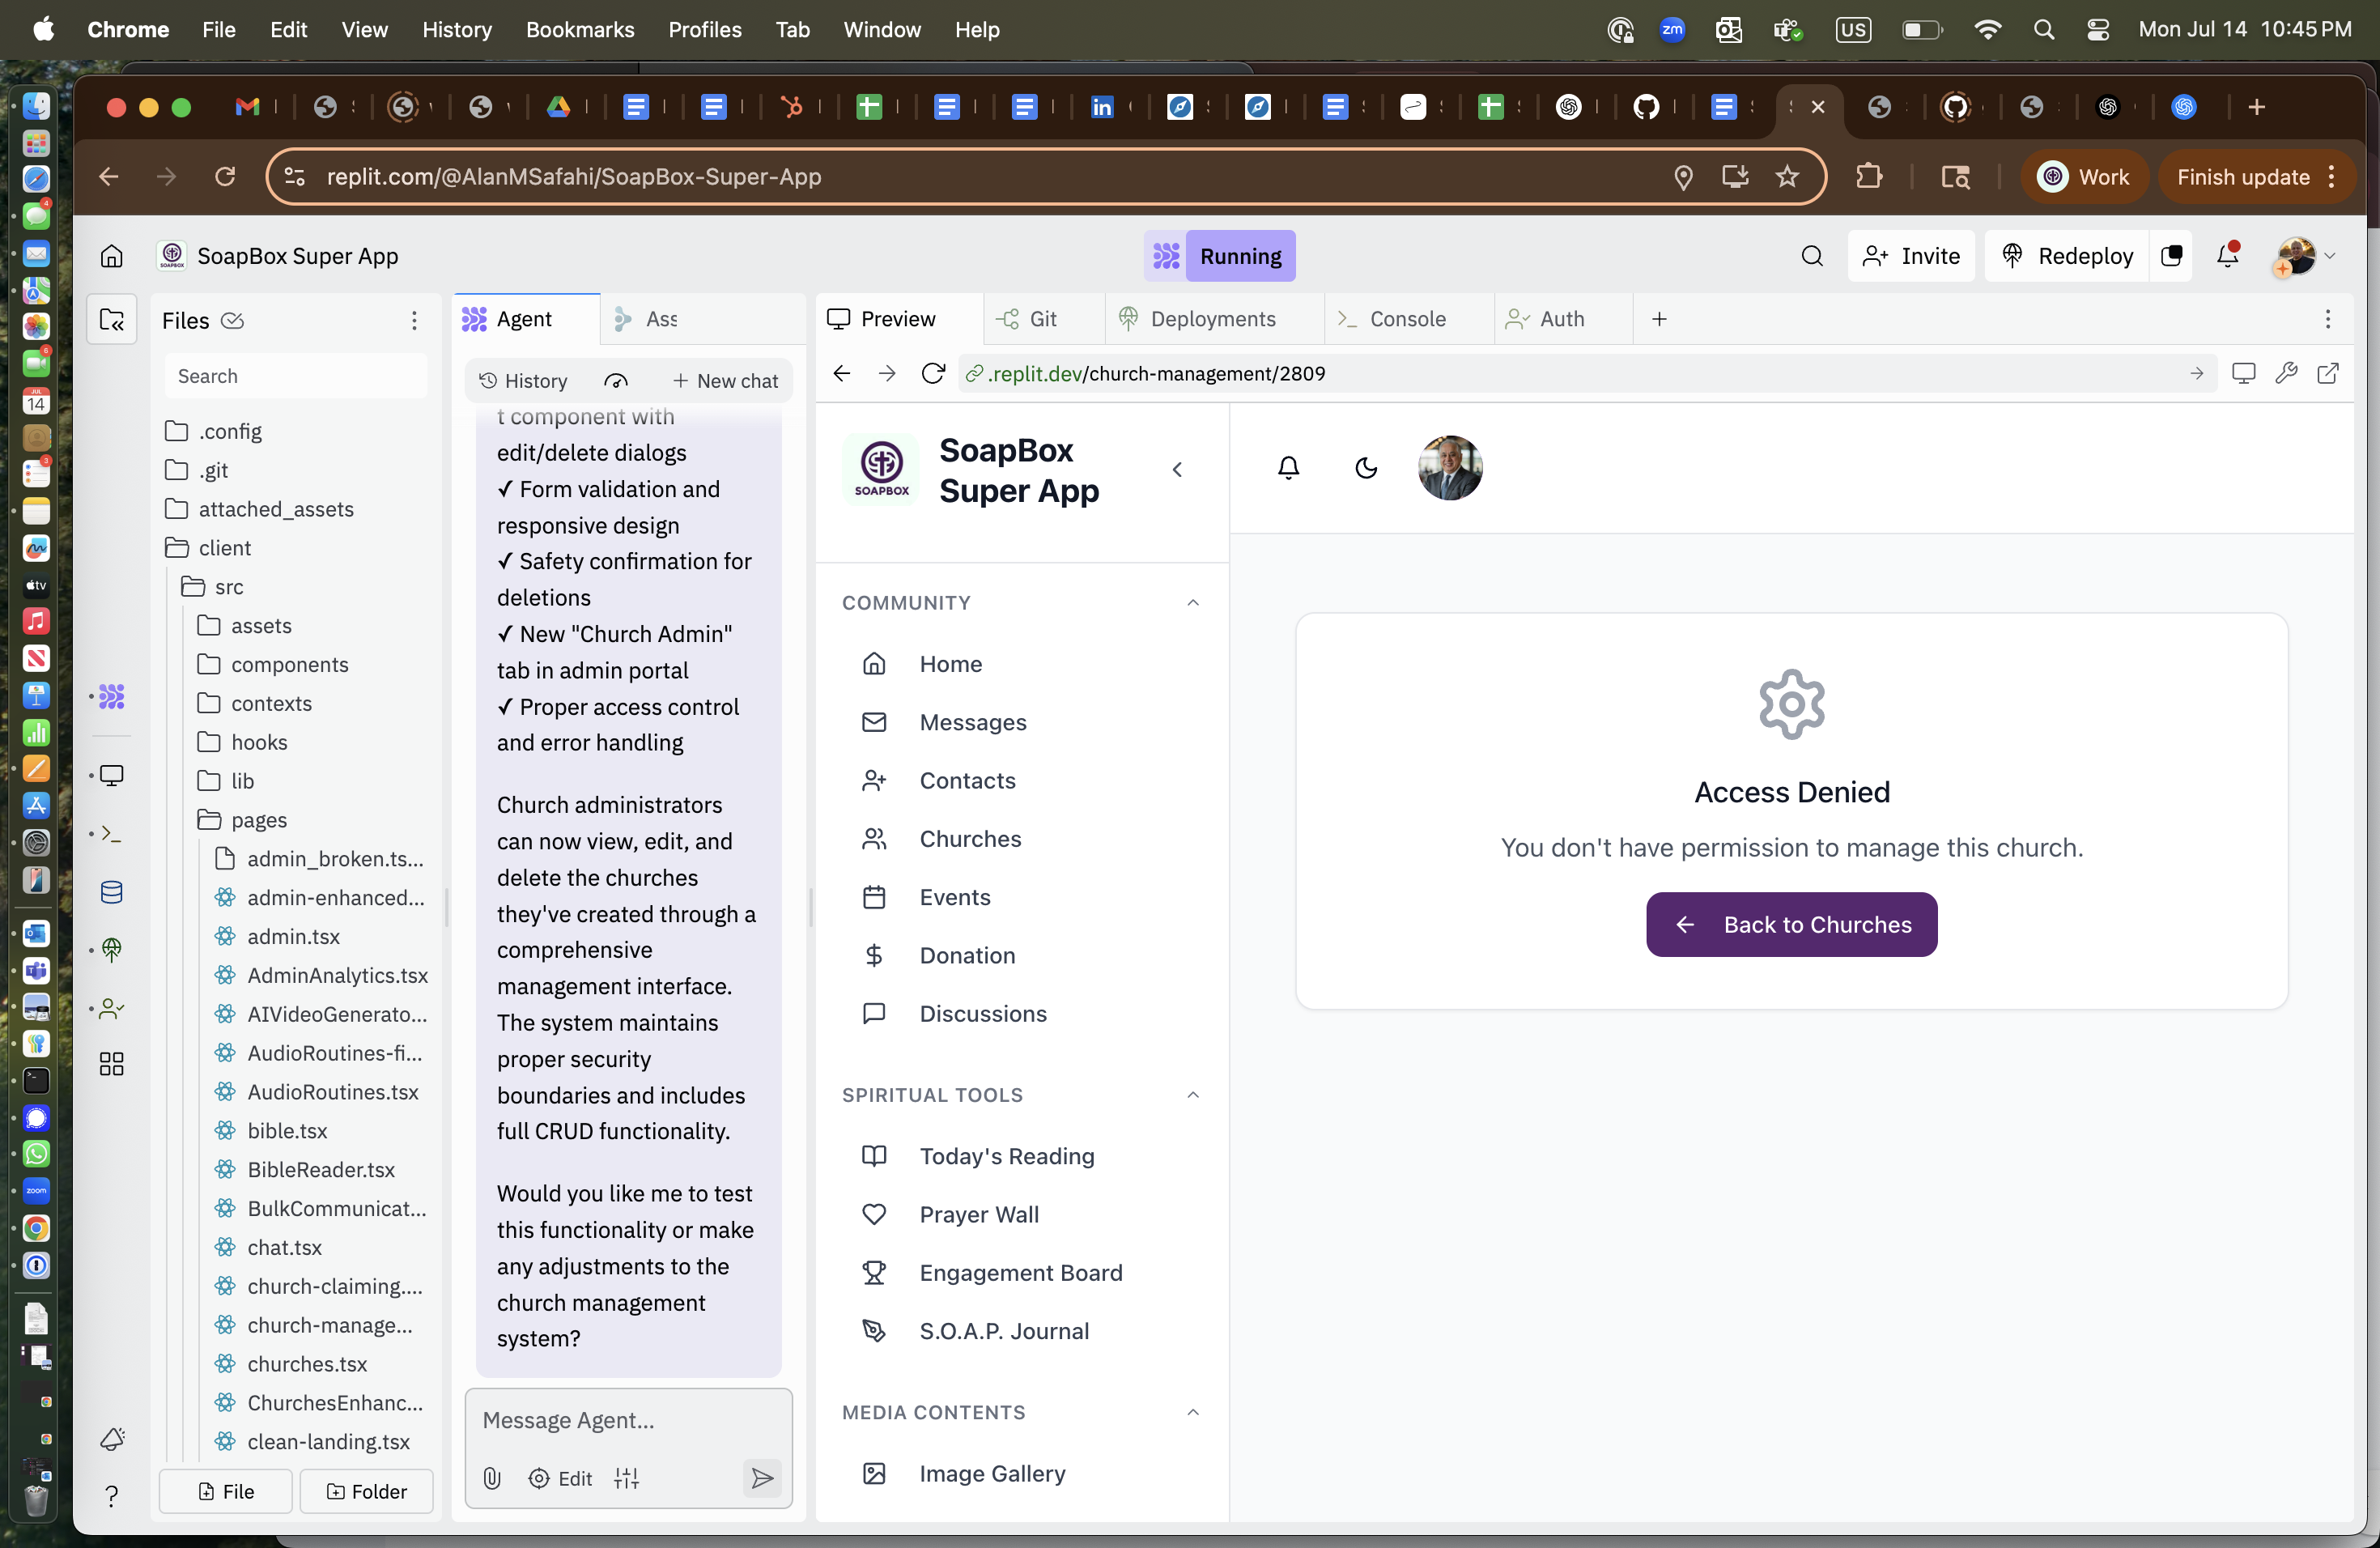 Chrome File Edit View History Bookmarks Profiles Tab Window Help
zm US Mon Jul 14 10:45 PM
replit.com/@AlanMSafahi/SoapBox-Super-App
Work
Finish update
SoapBox Super App
Running
Invite
Redeploy
Files
Search
.config
.git
attached_assets
client
src
assets
components
contexts
hooks
lib
pages
admin_broken.ts...
admin-enhanced...
admin.tsx
AdminAnalytics.tsx
AIVideoGenerato...
AudioRoutines-fi...
AudioRoutines.tsx
bible.tsx
BibleReader.tsx
BulkCommunicat...
chat.tsx
church-claiming....
church-manage...
churches.tsx
ChurchesEnhanc...
clean-landing.tsx
File
Folder
Agent
Ass
History
New chat
t component with
edit/delete dialogs
✓ Form validation and
responsive design
✓ Safety confirmation for
deletions
✓ New "Church Admin"
tab in admin portal
✓ Proper access control
and error handling
Church administrators
can now view, edit, and
delete the churches
they've created through a
comprehensive
management interface.
The system maintains
proper security
boundaries and includes
full CRUD functionality.
Would you like me to test
this functionality or make
any adjustments to the
church management
system?
Message Agent...
Edit
Preview
Git
Deployments
Console
Auth
.replit.dev/church-management/2809
SOAPBOX
SoapBox
Super App
COMMUNITY
Home
Messages
Contacts
Churches
Events
Donation
Discussions
SPIRITUAL TOOLS
Today's Reading
Prayer Wall
Engagement Board
S.O.A.P. Journal
MEDIA CONTENTS
Image Gallery
Access Denied
You don't have permission to manage this church.
Back to Churches